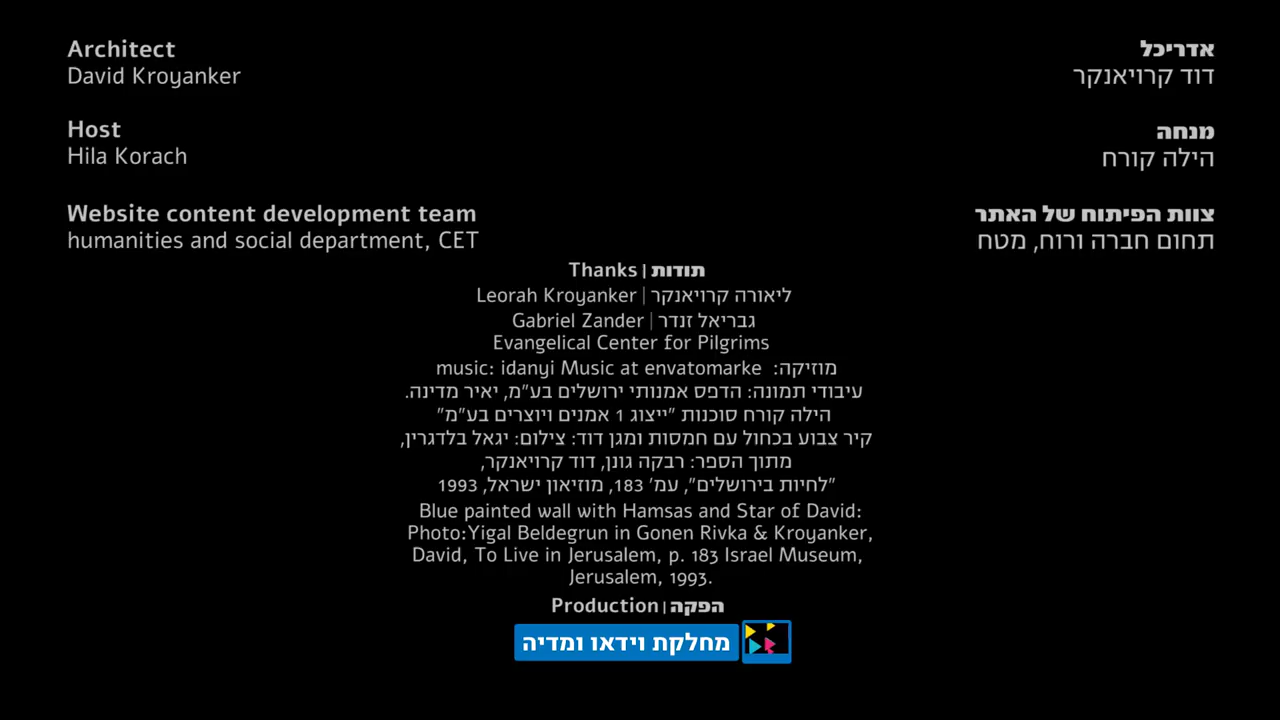 Architect
אדריכל
David Kroyanker
דוד קרויאנקר
Host
מנחה
Hila Korach
הילה קורח
Website content development team
צוות הפיתוח של האתר
humanities and social department, CET
תחום חברה ורוח, מטח
Thanks | תודות
Leorah Kroyanker | ליאורה קרויאנקר
Gabriel Zander | גבריאל זנדר
Evangelical Center for Pilgrims
music: idanyi Music at envatomarke מוזיקה:
עיבודי תמונה: הדפס אמנותי ירושלים בע"מ, יאיר מדינה.
הילה קורח סוכנות "ייצוג 1 אמנים ויוצרים בע"מ"
קיר צבוע בכחול עם חמסות ומגן דוד: צילום: יגאל בלדגרין,
מתוך הספר: רבקה גונן, דוד קרויאנקר,
"לחיות בירושלים", עמ' 183, מוזיאון ישראל, 1993
Blue painted wall with Hamsas and Star of David:
Photo:Yigal Beldegrun in Gonen Rivka & Kroyanker,
David, To Live in Jerusalem, p. 183 Israel Museum,
Jerusalem, 1993.
Production | הפקה
מחלקת וידאו ומדיה